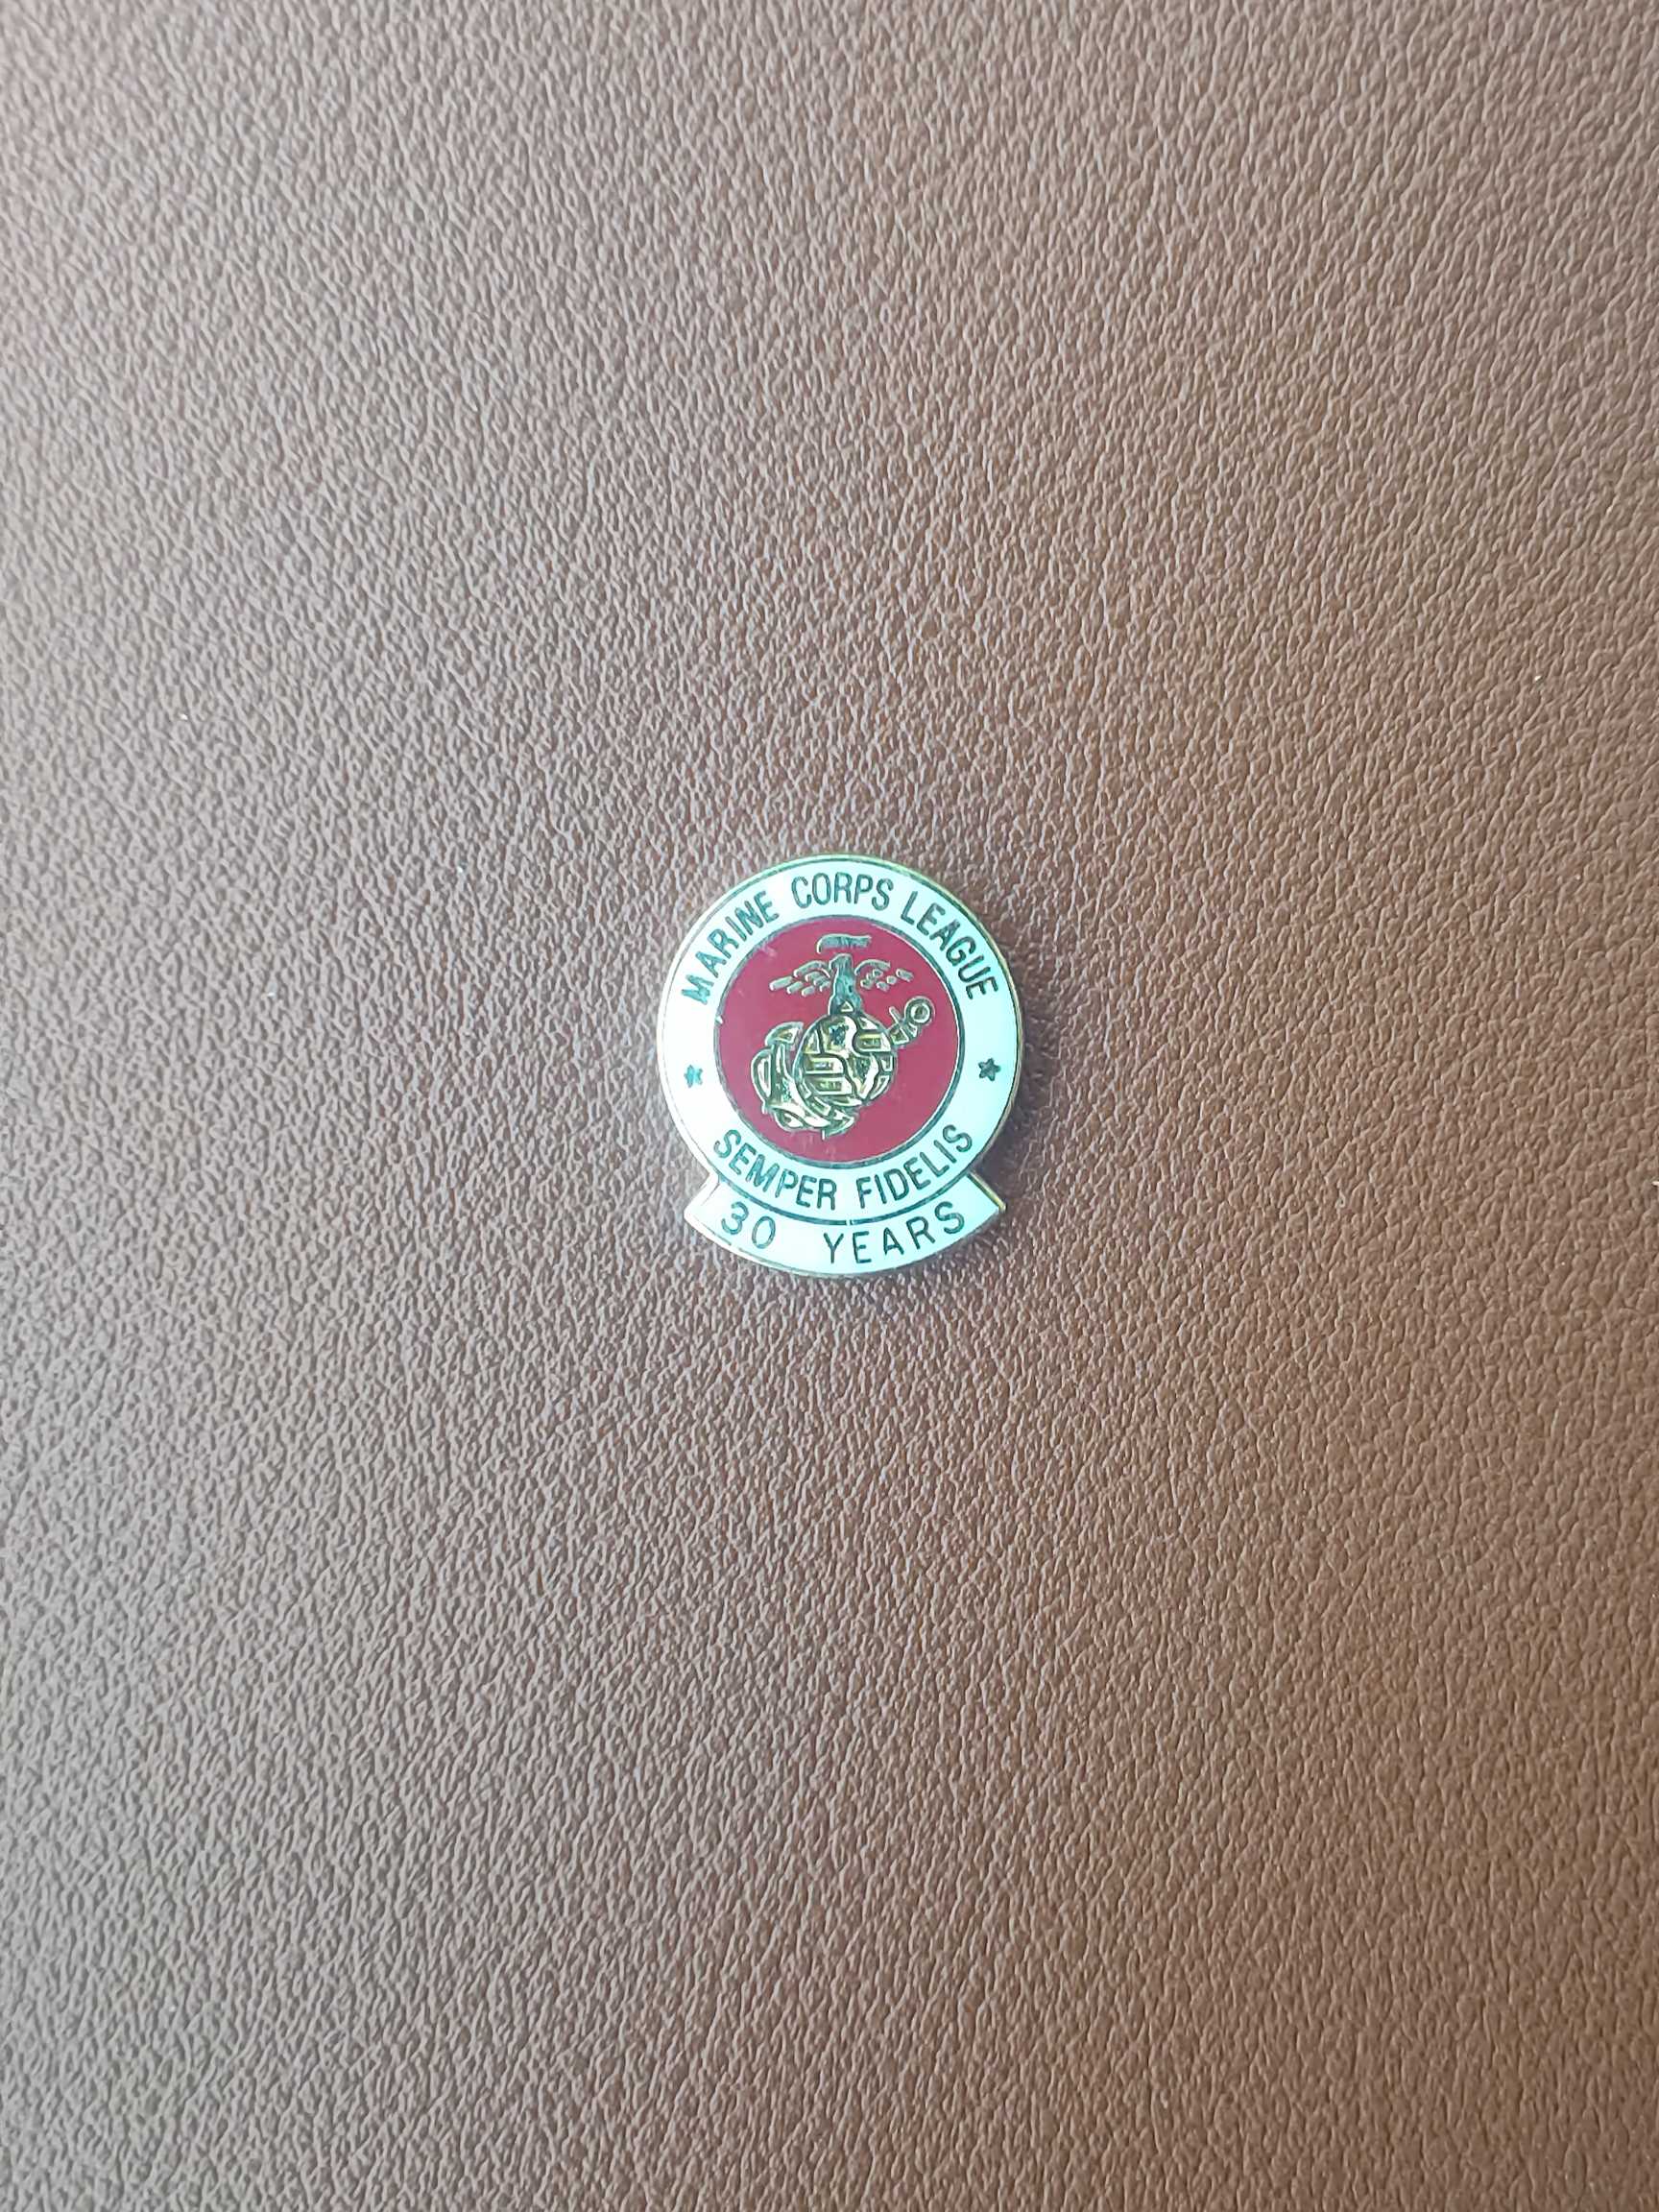 MARINE CORPS LEAGUE
SEMPER FIDELIS
30 YEARS